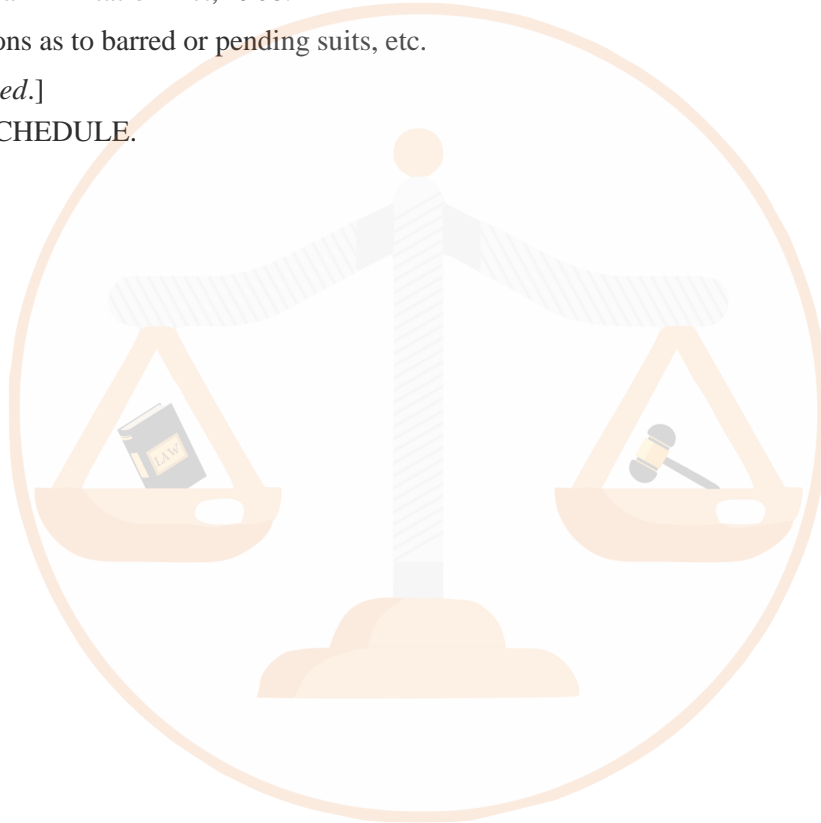 ons as to barred or pending suits, etc.
ed.]
CHEDULE.
LAW